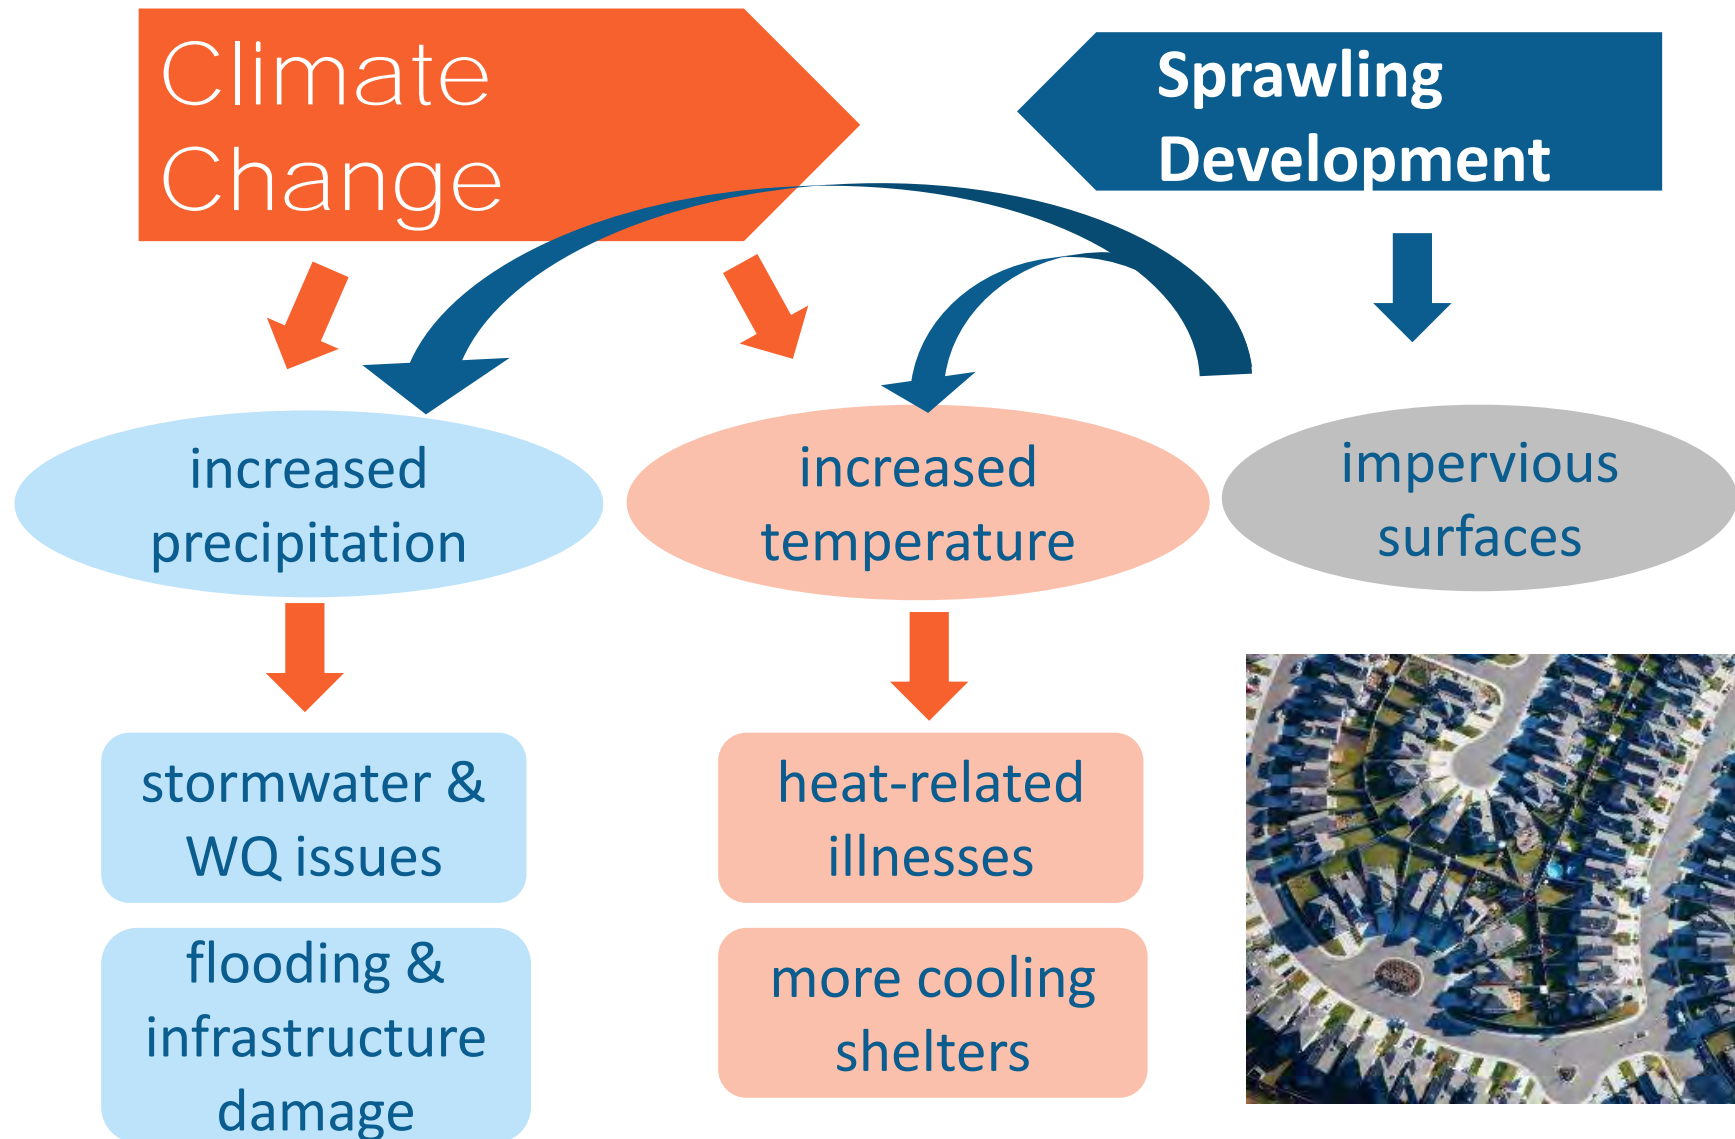 Climate
Change
Sprawling
Development
increased
precipitation
increased
temperature
impervious
surfaces
stormwater &
WQ issues
heat-related
illnesses
flooding &
infrastructure
damage
more cooling
shelters